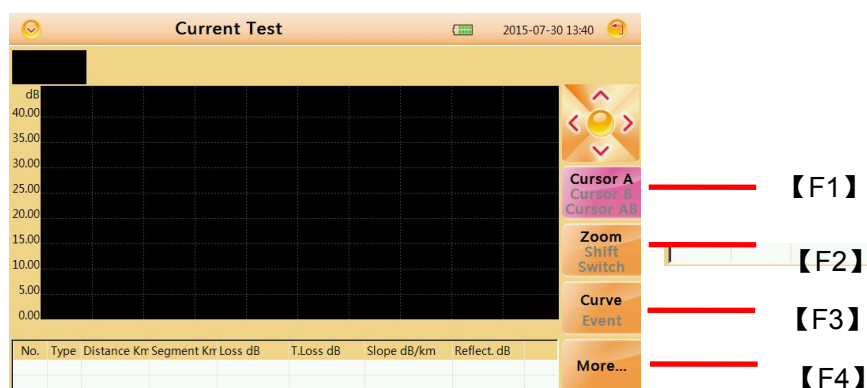 Current Test 2015-07-30 13:40
dB
40.00
35.00
30.00
25.00
20.00
15.00
10.00
5.00
0.00
Cursor A
Cursor B
Cursor AB
【F1】
Zoom
Shift
Switch
【F2】
Curve
Event
【F3】
More...
【F4】
No. Type Distance Km Segment Km Loss dB T.Loss dB Slope dB/km Reflect. dB